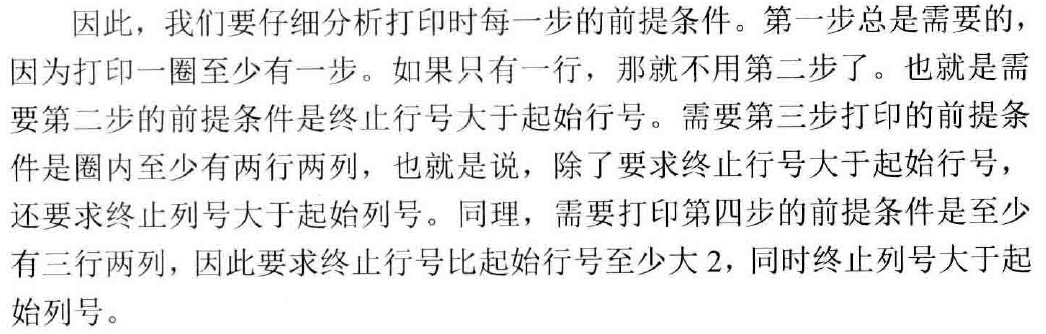 因此，我们要仔细分析打印时每一步的前提条件。第一步总是需要的，
因为打印一圈至少有一步。如果只有一行，那就不用第二步了。也就是需
要第二步的前提条件是终止行号大于起始行号。需要第三步打印的前提条
件是圈内至少有两行两列，也就是说，除了要求终止行号大于起始行号，
还要求终止列号大于起始列号。同理，需要打印第四步的前提条件是至少
有三行两列，因此要求终止行号比起始行号至少大 2，同时终止列号大于起
始列号。